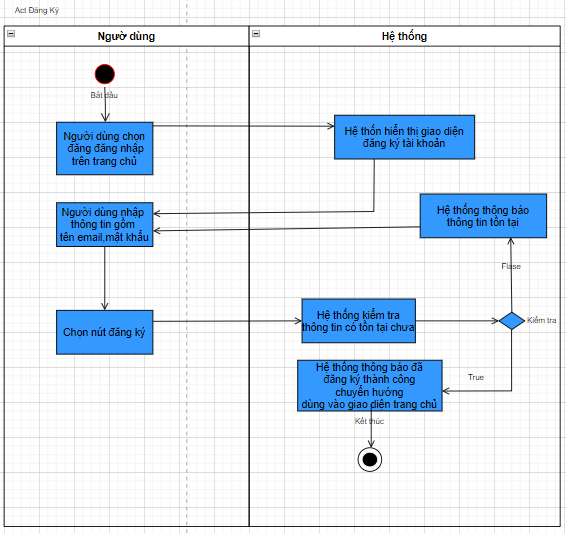 Act Đăng Ký
Ngườ dùng
Hệ thống
Bắt đầu
Người dùng chọn
đăng đăng nhập
trên trang chủ
Hệ thốn hiển thị giao diện
đăng ký tài khoản
Người dùng nhập
thông tin gồm
tên email,mật khẩu
Hệ thống thông báo
thông tin tồn tại
Flase
Chọn nút đăng ký
Hệ thống kiểm tra
thông tin có tồn tại chưa
Kiểm tra
Hệ thống thông báo đã
đăng ký thành công
chuyển hướng
dùng vào giao diện trang chủ
True
Kết thúc